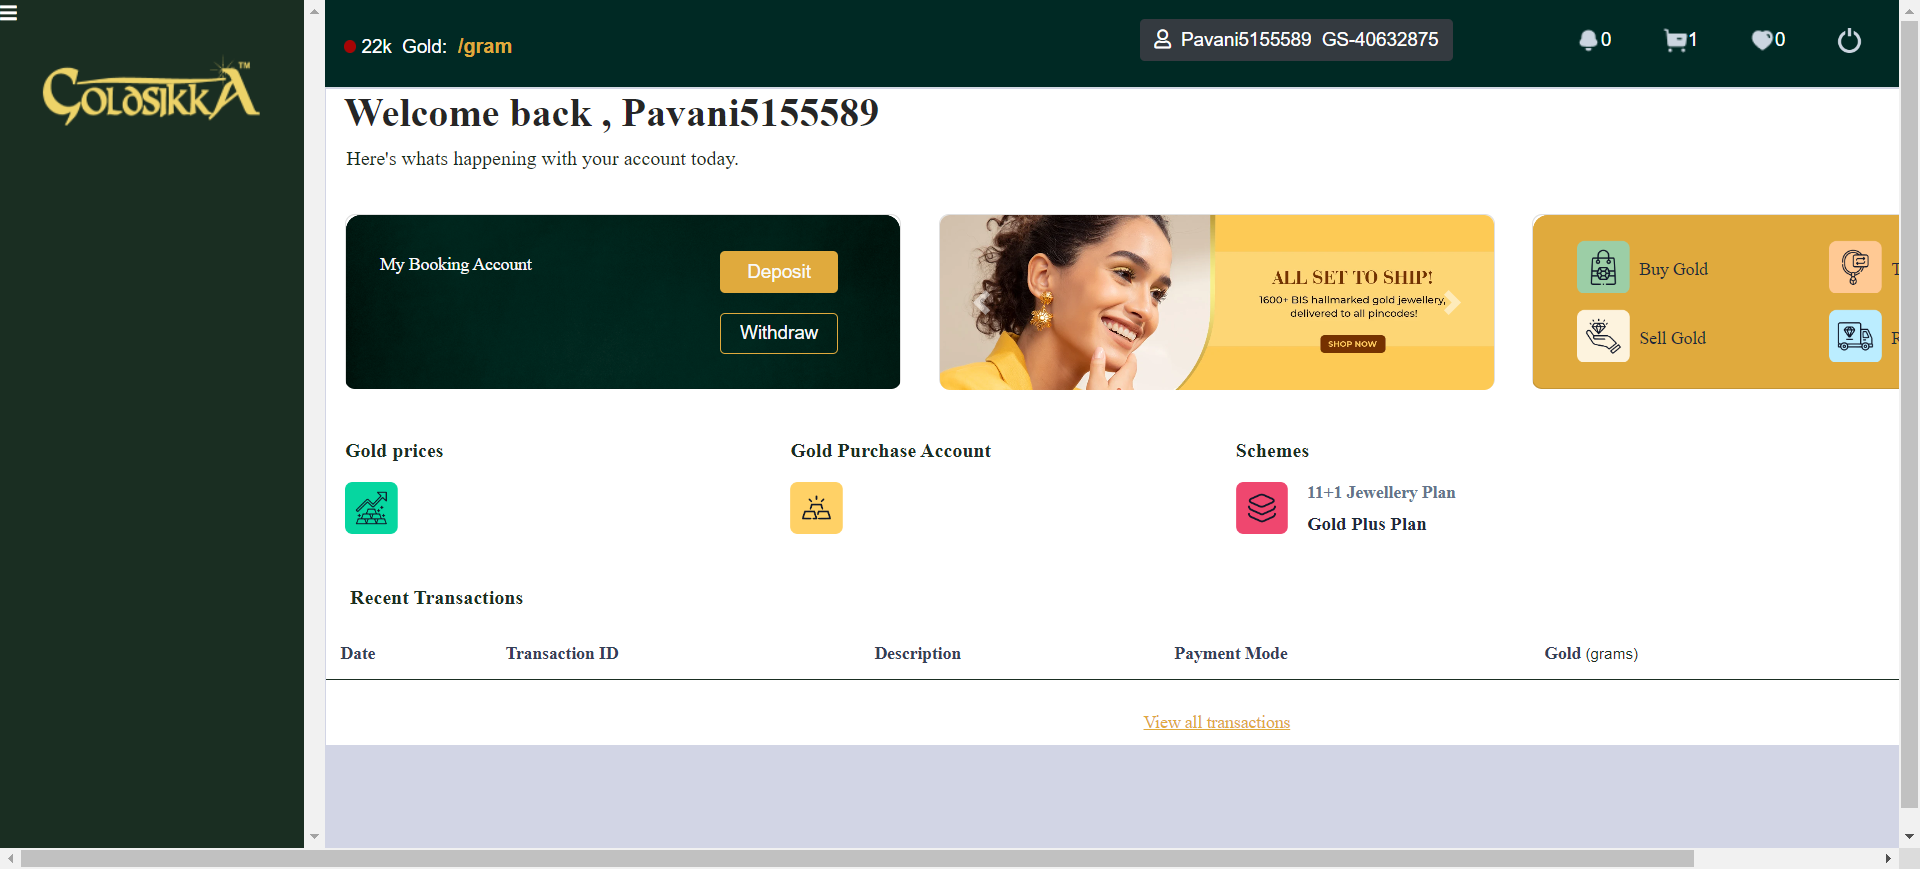 GOLDSIKKA™
22k Gold: /gram
Pavani5155589 GS-40632875
0
1
0
Welcome back , Pavani5155589
Here's whats happening with your account today.
My Booking Account
Deposit
Withdraw
ALL SET TO SHIP!
1600+ BIS hallmarked gold jewellery,
delivered to all pincodes!
SHOP NOW
Buy Gold
Sell Gold
Gold prices
Gold Purchase Account
Schemes
11+1 Jewellery Plan
Gold Plus Plan
Recent Transactions
Date Transaction ID Description Payment Mode Gold (grams)
View all transactions